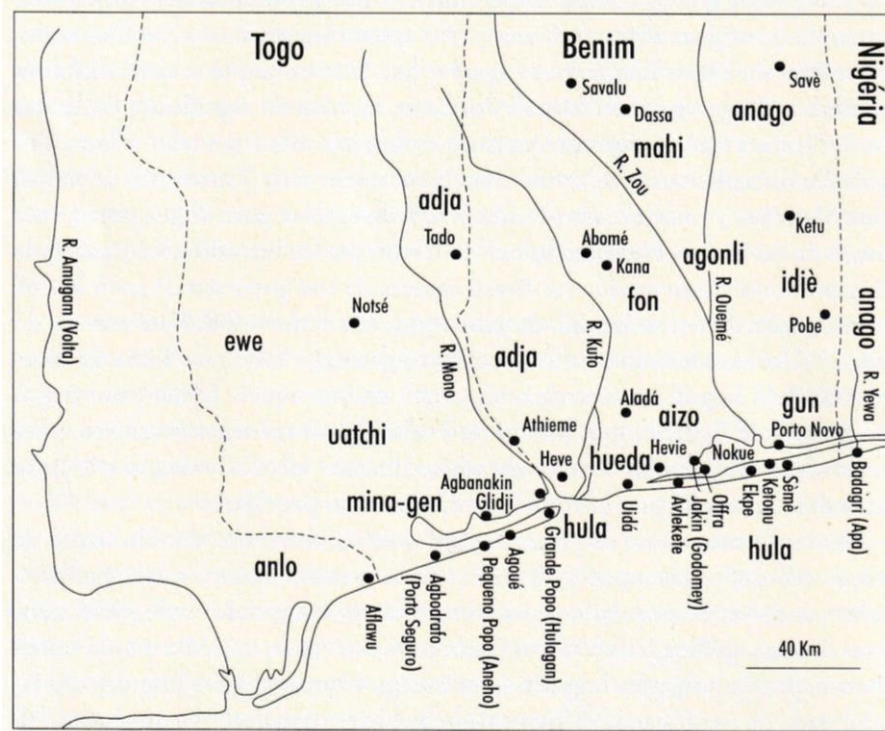 Togo
Benim
Nigéria
Savalu
Savè
Dassa
anago
mahi
R. Zou
adja
Tado
Abomé
Kana
agonli
Ketu
R. Amugam (Volta)
Notsé
fon
R. Ouemé
idjè
Pobe
anago
ewe
R. Mono
adja
R. Kufo
R. Yewa
Aladá
aizo
gun
uatchi
Athieme
Heve
hueda
Hevie
Nokue
Porto Novo
mina-gen
Agbanakin
Glidji
hula
Uidá
Avlekete
Jakin (Godomey)
Offra
Ekpe
Ketonu
Semè
Badagri (Apa)
hula
anlo
Aflawu
Agbodrafo
(Porto Seguro)
Pequeno Popo (Aneho)
Agoué
Grande Popo (Hulagan)
40 Km